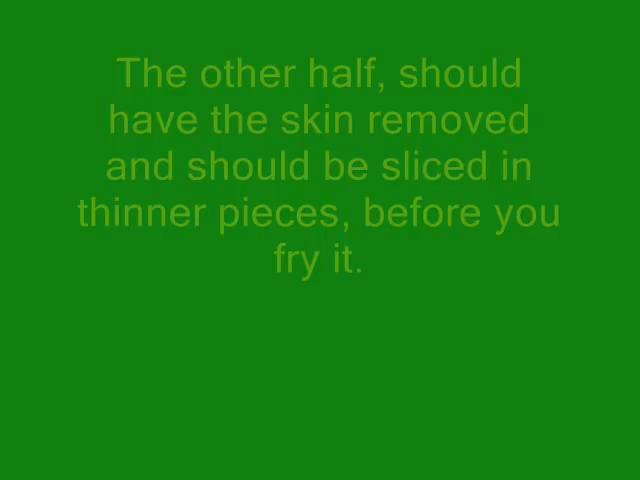 The other half, should
have the skin removed
and should be sliced in
thinner pieces, before you
fry it.